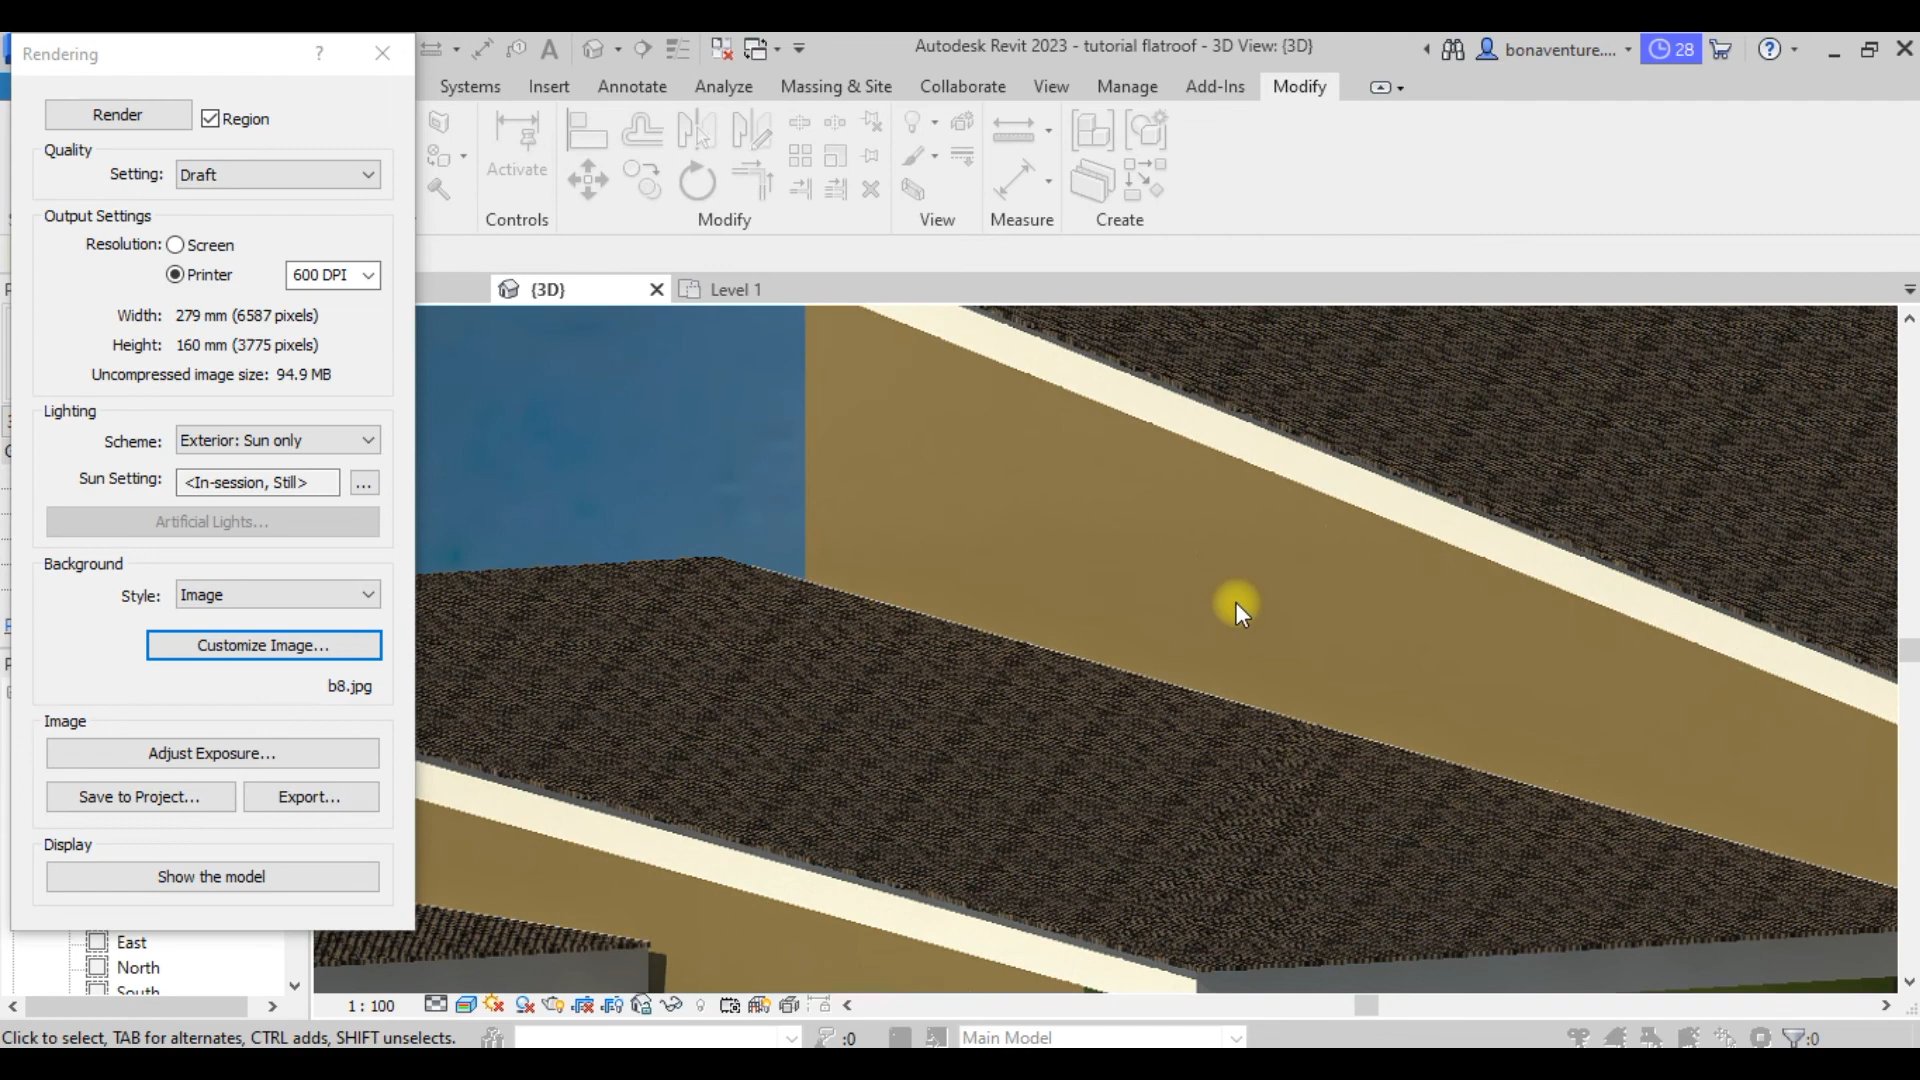 Rendering ?
Autodesk Revit 2023 - tutorial flatroof - 3D View: {3D}
bonaventure....
28
Systems Insert Annotate Analyze Massing & Site Collaborate View Manage Add-Ins Modify
Render
Region
Quality
Setting: Draft
Activate
Controls Modify View Measure Create
Output Settings
Resolution: Screen
Printer 600 DPI
{3D} Level 1
Width: 279 mm (6587 pixels)
Height: 160 mm (3775 pixels)
Uncompressed image size: 94.9 MB
Lighting
Scheme: Exterior: Sun only
Sun Setting: <In-session, Still> ...
Artificial Lights...
Background
Style: Image
Customize Image...
b8.jpg
Image
Adjust Exposure...
Save to Project... Export...
Display
Show the model
East
North
South
1 : 100
Click to select, TAB for alternates, CTRL adds, SHIFT unselects.
:0
Main Model
:0